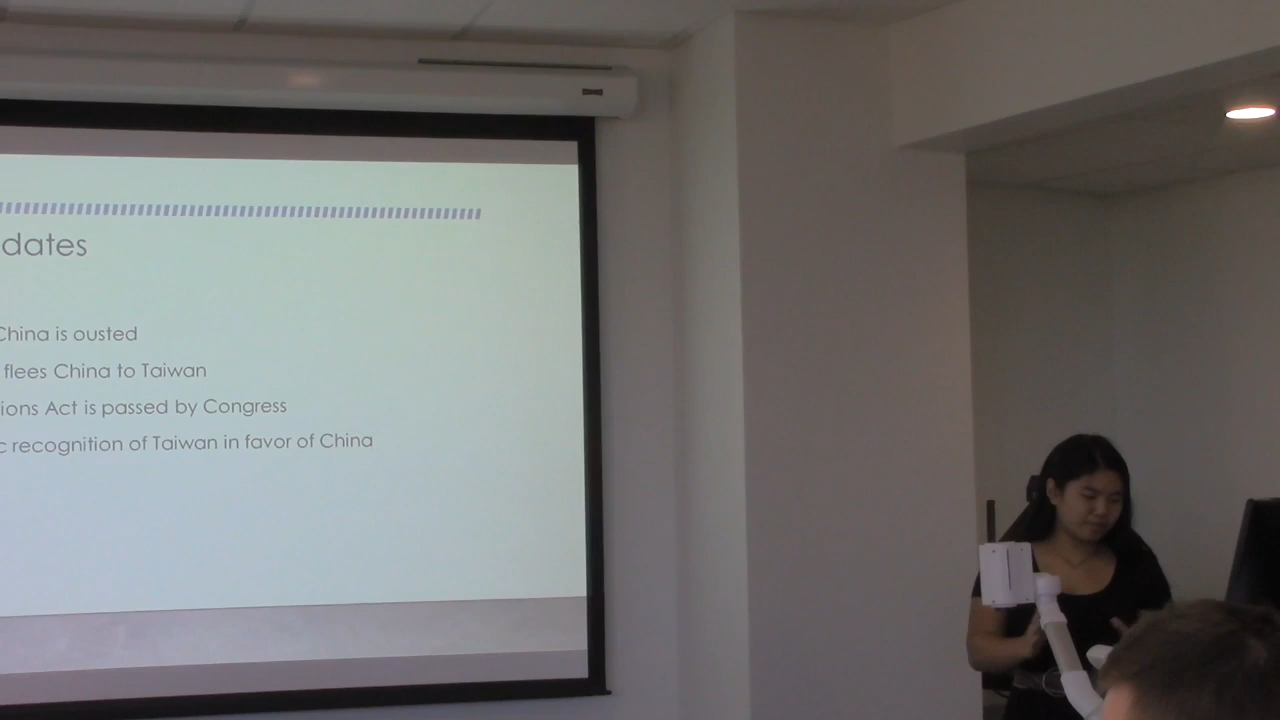 dates
China is ousted
flees China to Taiwan
ions Act is passed by Congress
c recognition of Taiwan in favor of China